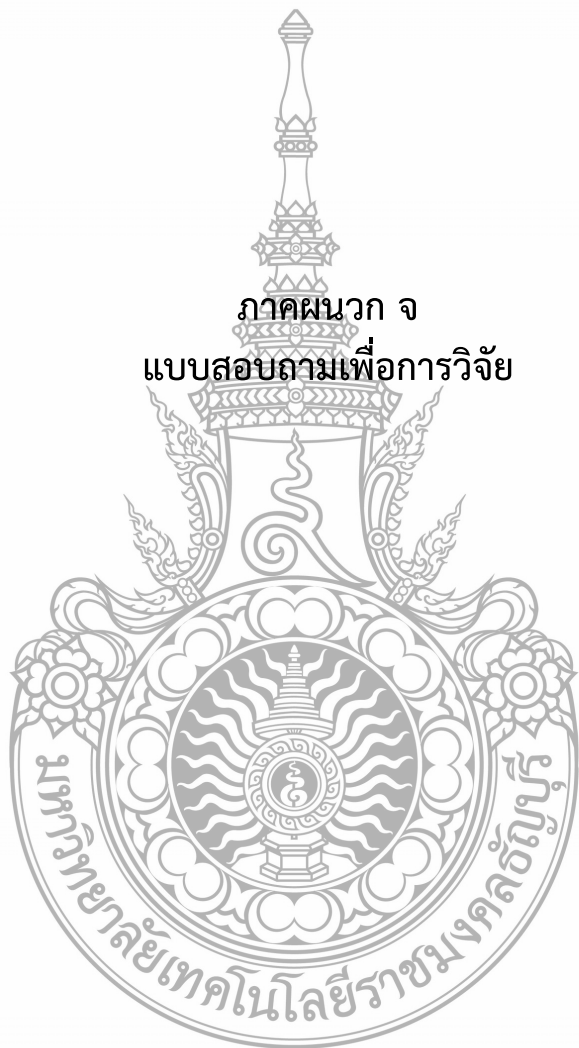 ภาคผนวก จ
แบบสอบถามเพื่อการวิจัย
มหาวิทยาลัยเทคโนโลยีราชมงคลธัญบุรี